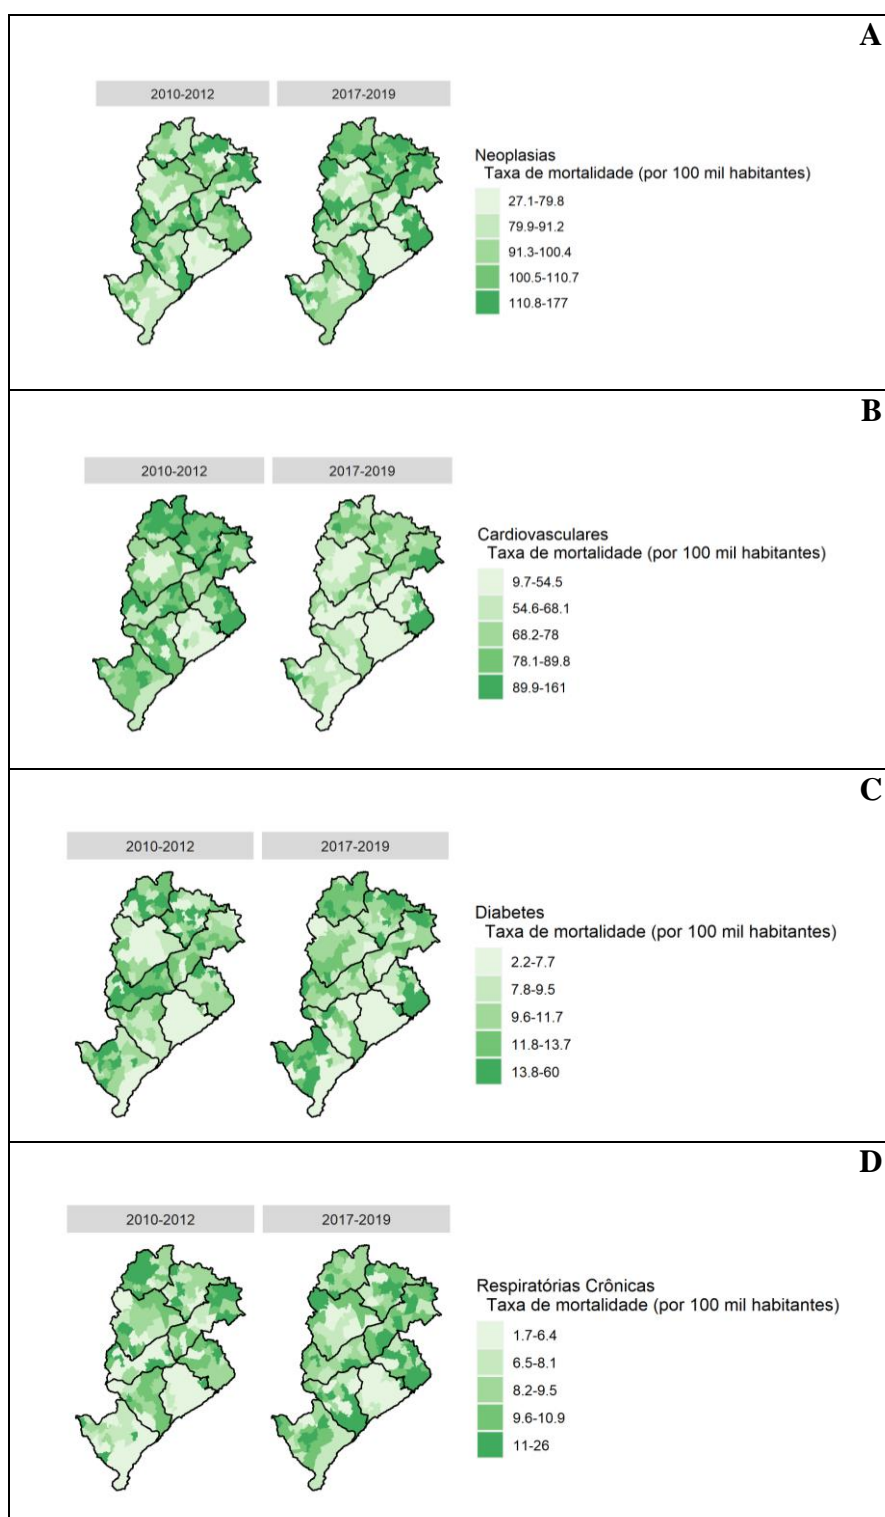 A
2010-2012 2017-2019
Neoplasias
Taxa de mortalidade (por 100 mil habitantes)
27.1-79.8
79.9-91.2
91.3-100.4
100.5-110.7
110.8-177
B
2010-2012 2017-2019
Cardiovasculares
Taxa de mortalidade (por 100 mil habitantes)
9.7-54.5
54.6-68.1
68.2-78
78.1-89.8
89.9-161
C
2010-2012 2017-2019
Diabetes
Taxa de mortalidade (por 100 mil habitantes)
2.2-7.7
7.8-9.5
9.6-11.7
11.8-13.7
13.8-60
D
2010-2012 2017-2019
Respiratórias Crônicas
Taxa de mortalidade (por 100 mil habitantes)
1.7-6.4
6.5-8.1
8.2-9.5
9.6-10.9
11-26